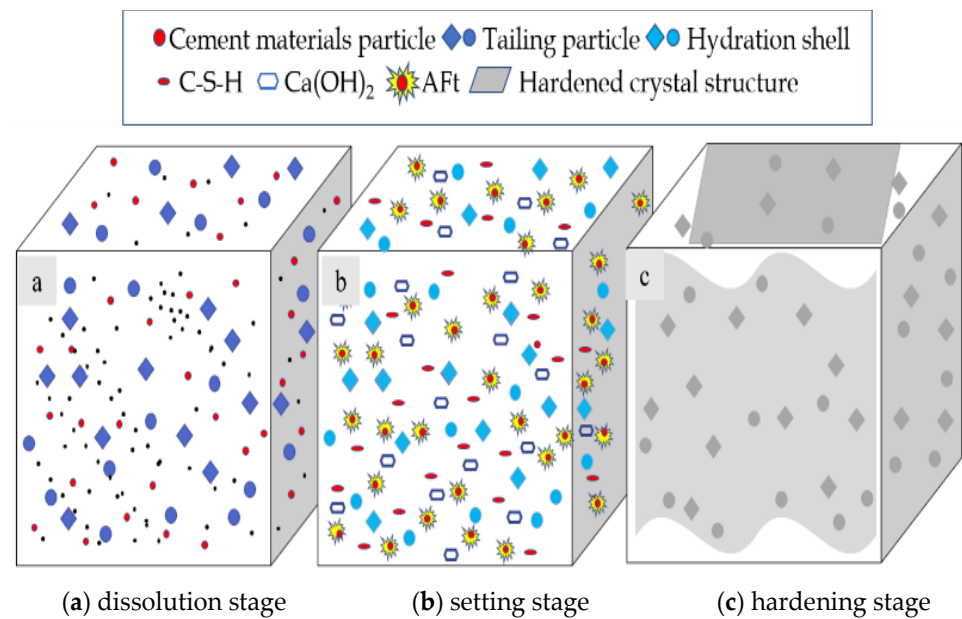 Cement materials particle Tailing particle Hydration shell
C-S-H Ca(OH)₂ AFt Hardened crystal structure
a b c
(a) dissolution stage (b) setting stage (c) hardening stage